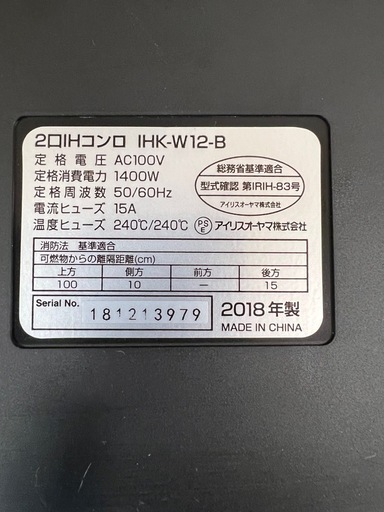 2口IHコンロ IHK-W12-B
定格電圧 AC100V
定格消費電力 1400W
定格周波数 50/60Hz
電流ヒューズ 15A
温度ヒューズ 240℃/240℃ PSE アイリスオーヤマ株式会社
総務省基準適合
型式確認 第IRIH-83号
アイリスオーヤマ株式会社
消防法 基準適合
可燃物からの離隔距離(cm)
上方 側方 前方 後方
100 10 − 15
Serial No. 181213979
2018年製
MADE IN CHINA